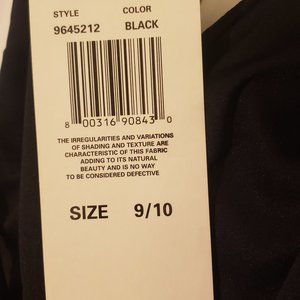 STYLE COLOR
9645212 BLACK
8 00316 90843 0
THE IRREGULARITIES AND VARIATIONS
OF SHADING AND TEXTURE ARE
CHARACTERISTIC OF THIS FABRIC
ADDING TO ITS NATURAL
BEAUTY AND IS NO WAY
TO BE CONSIDERED DEFECTIVE
SIZE 9/10